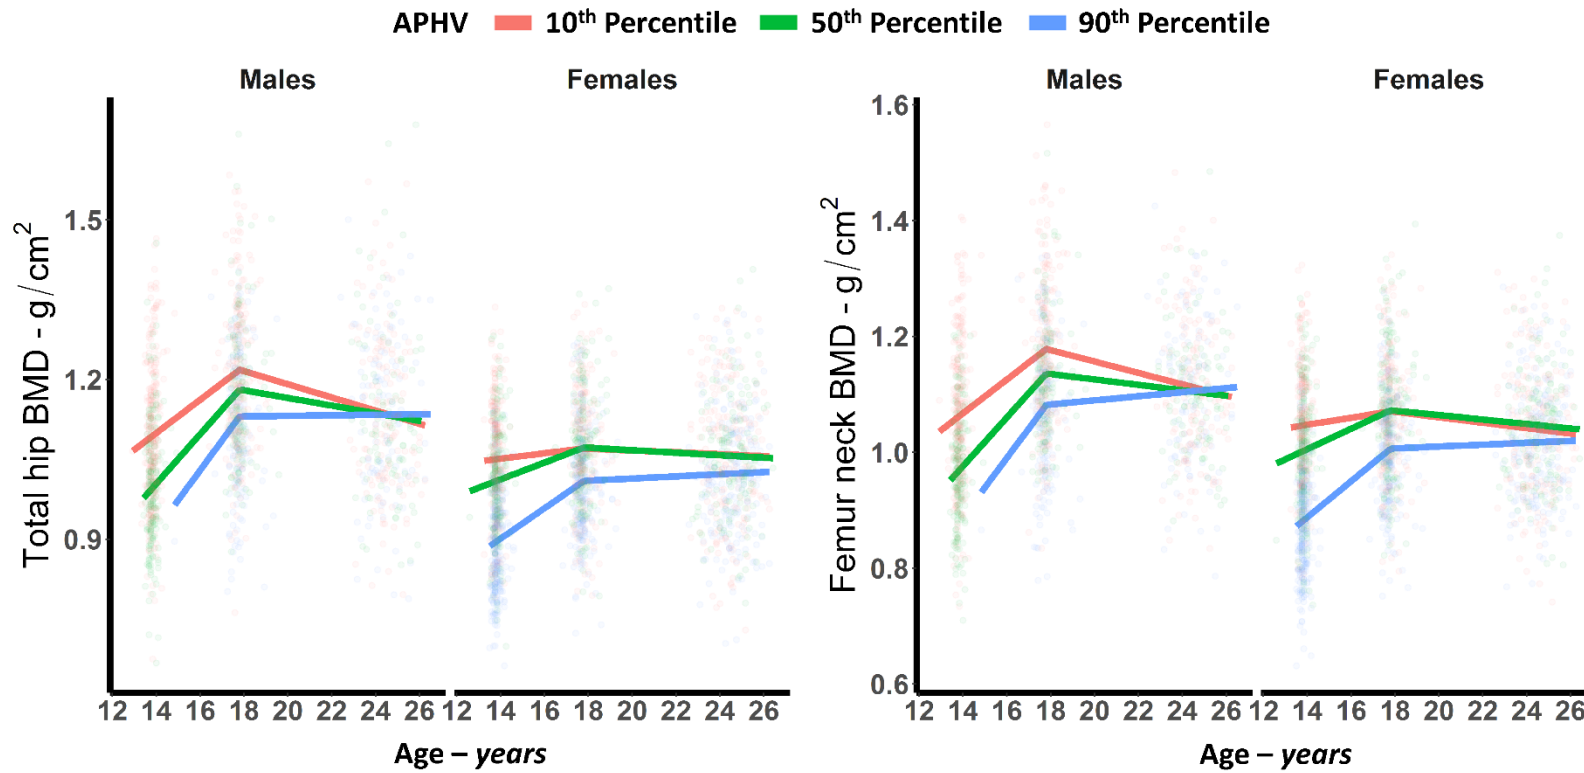 APHV 10th Percentile 50th Percentile 90th Percentile
Males Females
Total hip BMD - g/cm2
1.5
1.2
0.9
12 14 16 18 20 22 24 26 12 14 16 18 20 22 24 26
Age – years
Males Females
Femur neck BMD - g/cm2
1.6
1.4
1.2
1.0
0.8
0.6
12 14 16 18 20 22 24 26 12 14 16 18 20 22 24 26
Age – years